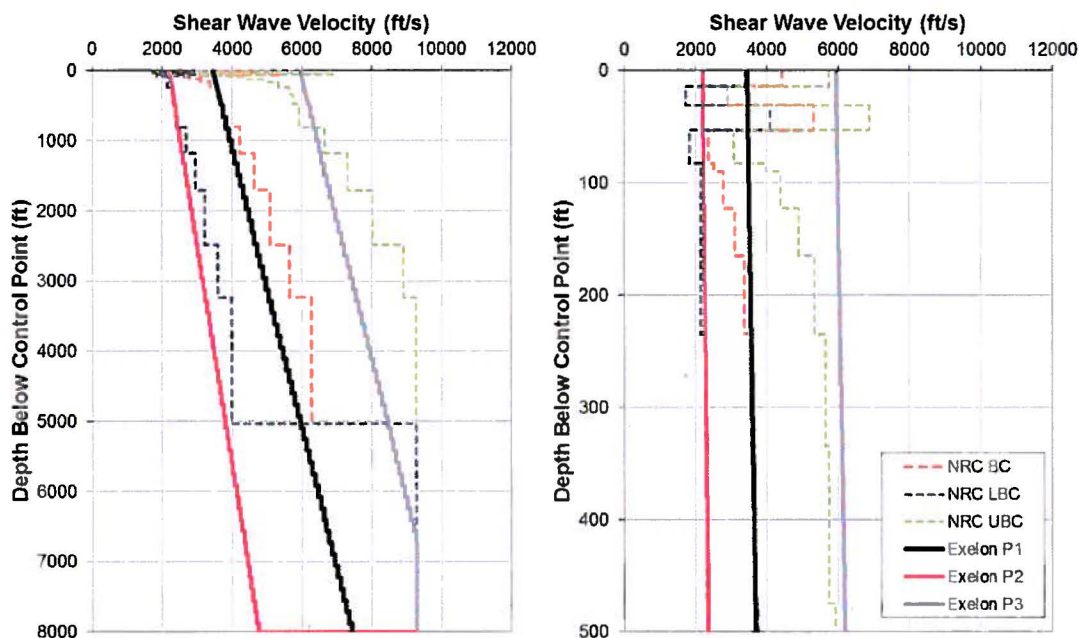 Shear Wave Velocity (ft/s)
0 2000 4000 6000 8000 10000 12000
Depth Below Control Point (ft)
0
1000
2000
3000
4000
5000
6000
7000
8000
Shear Wave Velocity (ft/s)
0 2000 4000 6000 8000 10000 12000
Depth Below Control Point (ft)
0
100
200
300
400
500
NRC BC
NRC LBC
NRC UBC
Exelon P1
Exelon P2
Exelon P3